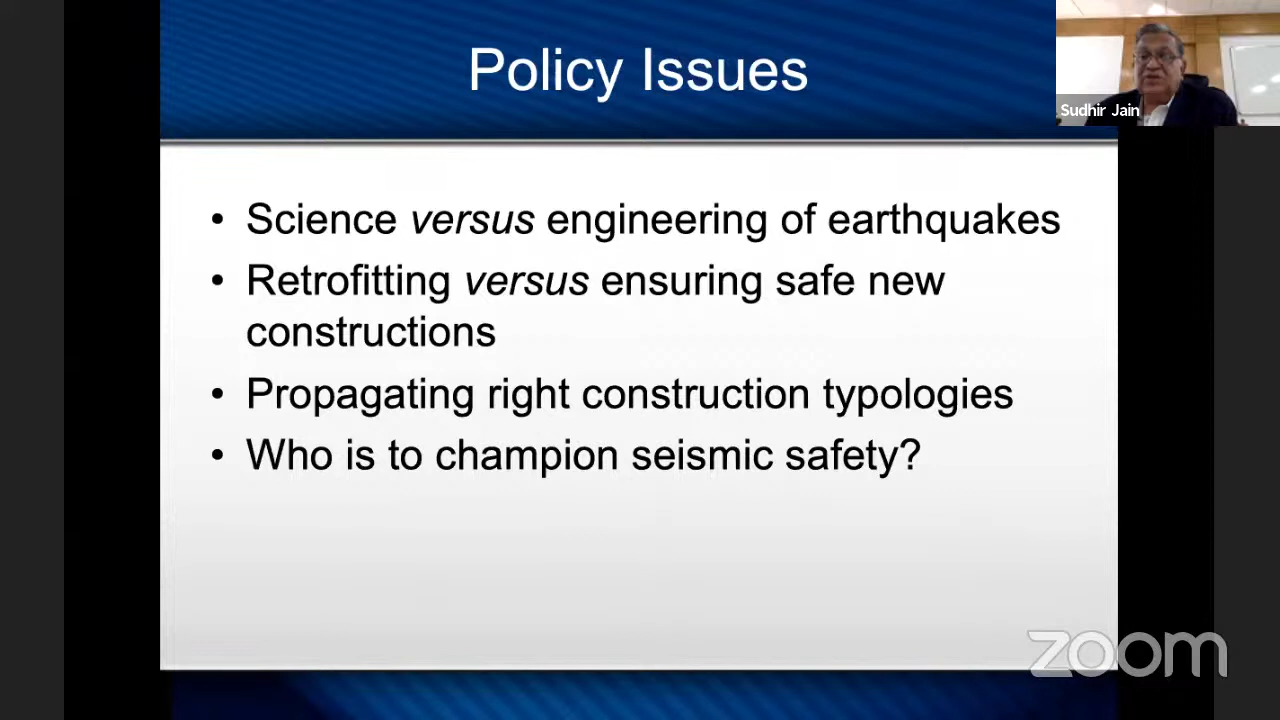 Policy Issues
Sudhir Jain
• Science versus engineering of earthquakes
• Retrofitting versus ensuring safe new
constructions
• Propagating right construction typologies
• Who is to champion seismic safety?
zoom